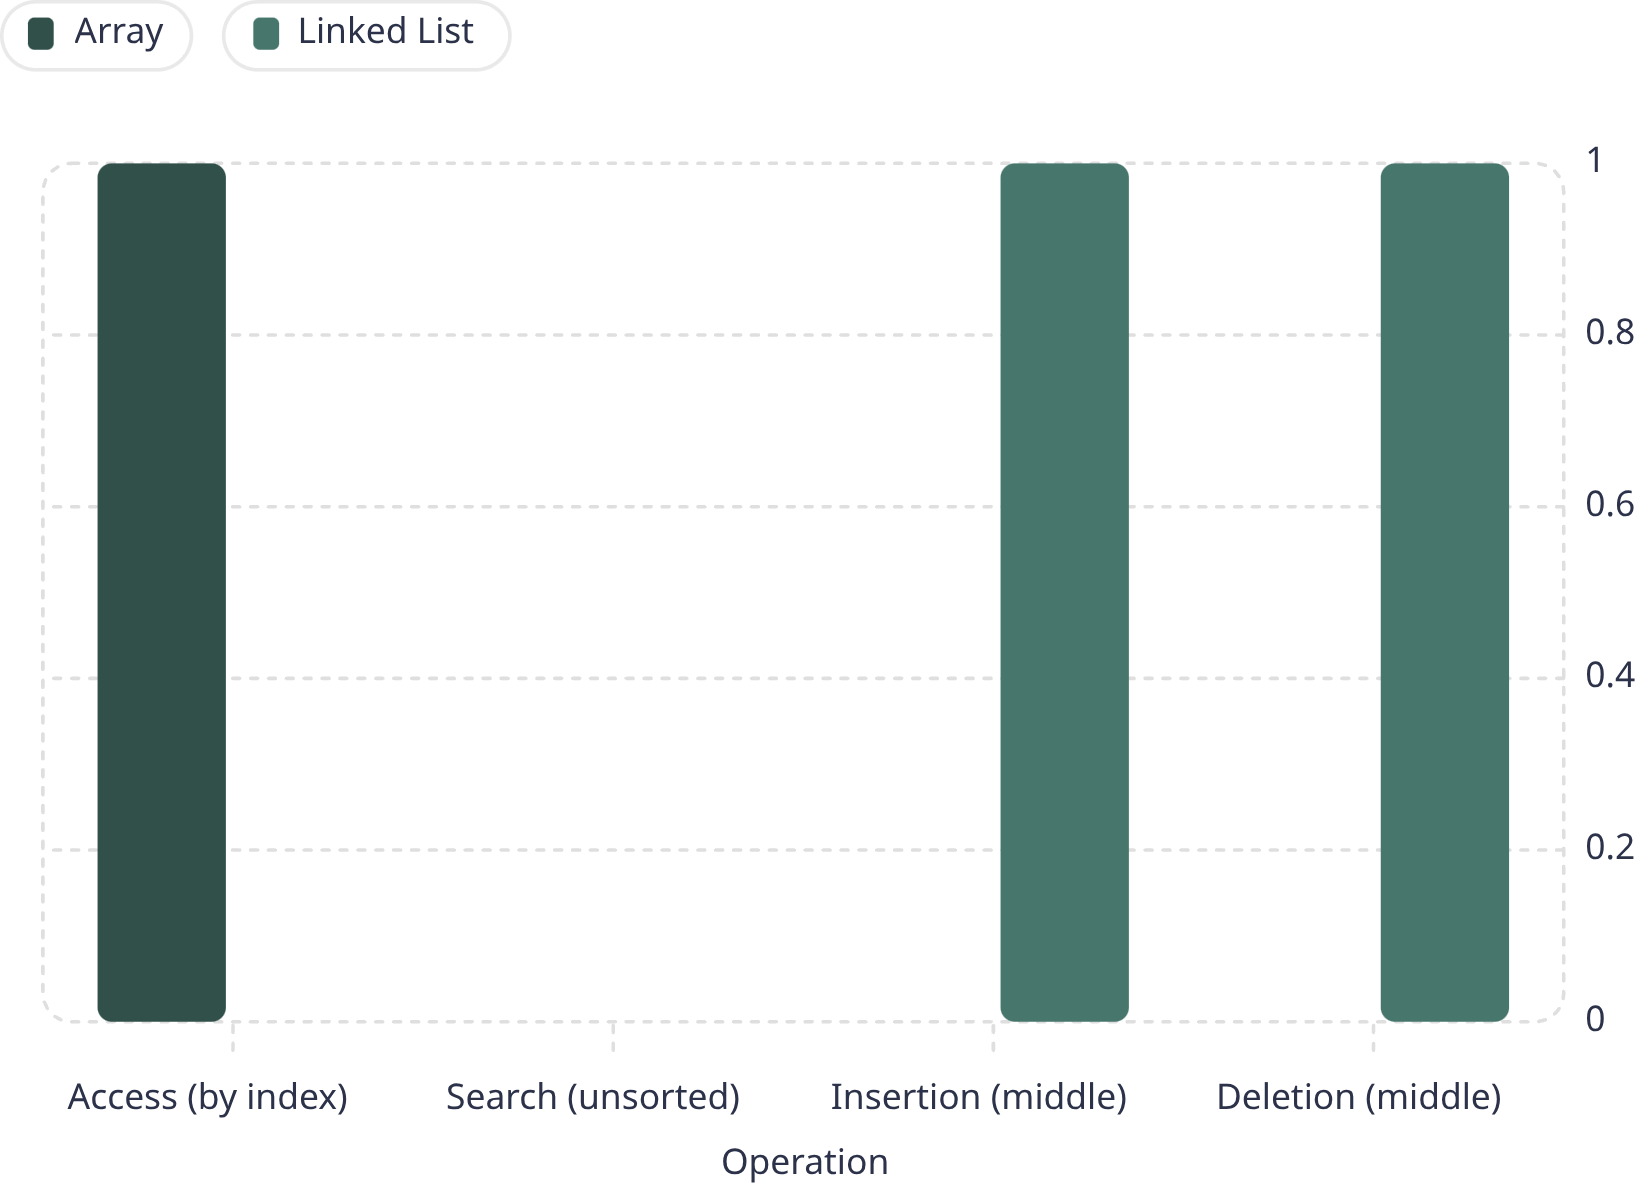 Array
Linked List
1
0.8
0.6
0.4
0.2
0
Access (by index)
Search (unsorted)
Insertion (middle)
Deletion (middle)
Operation